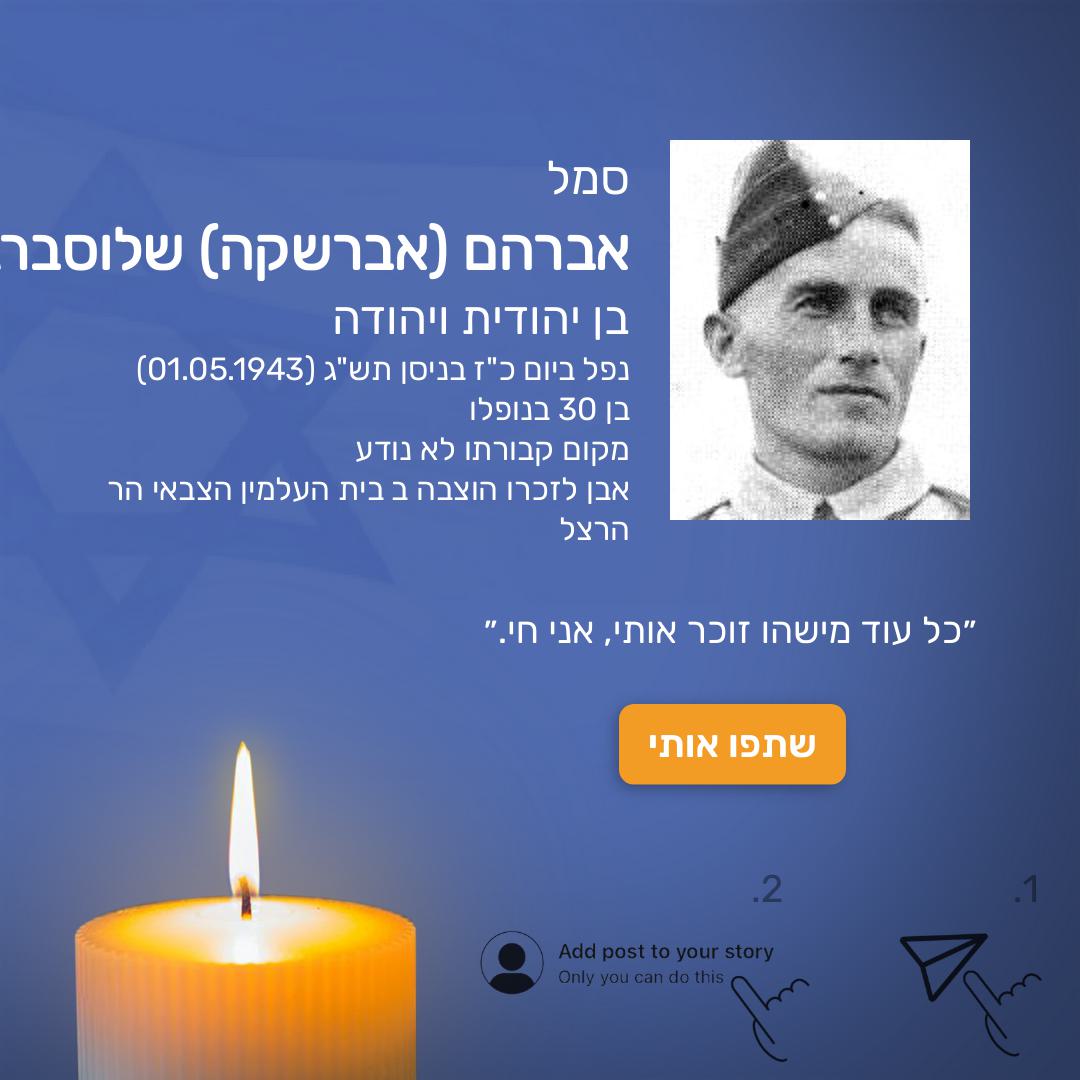 סמל
אברהם (אברשקה)
בן יהודית ויהודה
נפל ביום כ"ז בניסן תש"ג (01.05.1943)
בן 30 בנופלו
מקום קבורתו לא נודע
אבן לזכרו הוצבה ב בית העלמין הצבאי הר
הרצל
״כל עוד מישהו זוכר אותי, אני חי.״
שתפו אותי
1.
2.
Add post to your story
Only you can do this